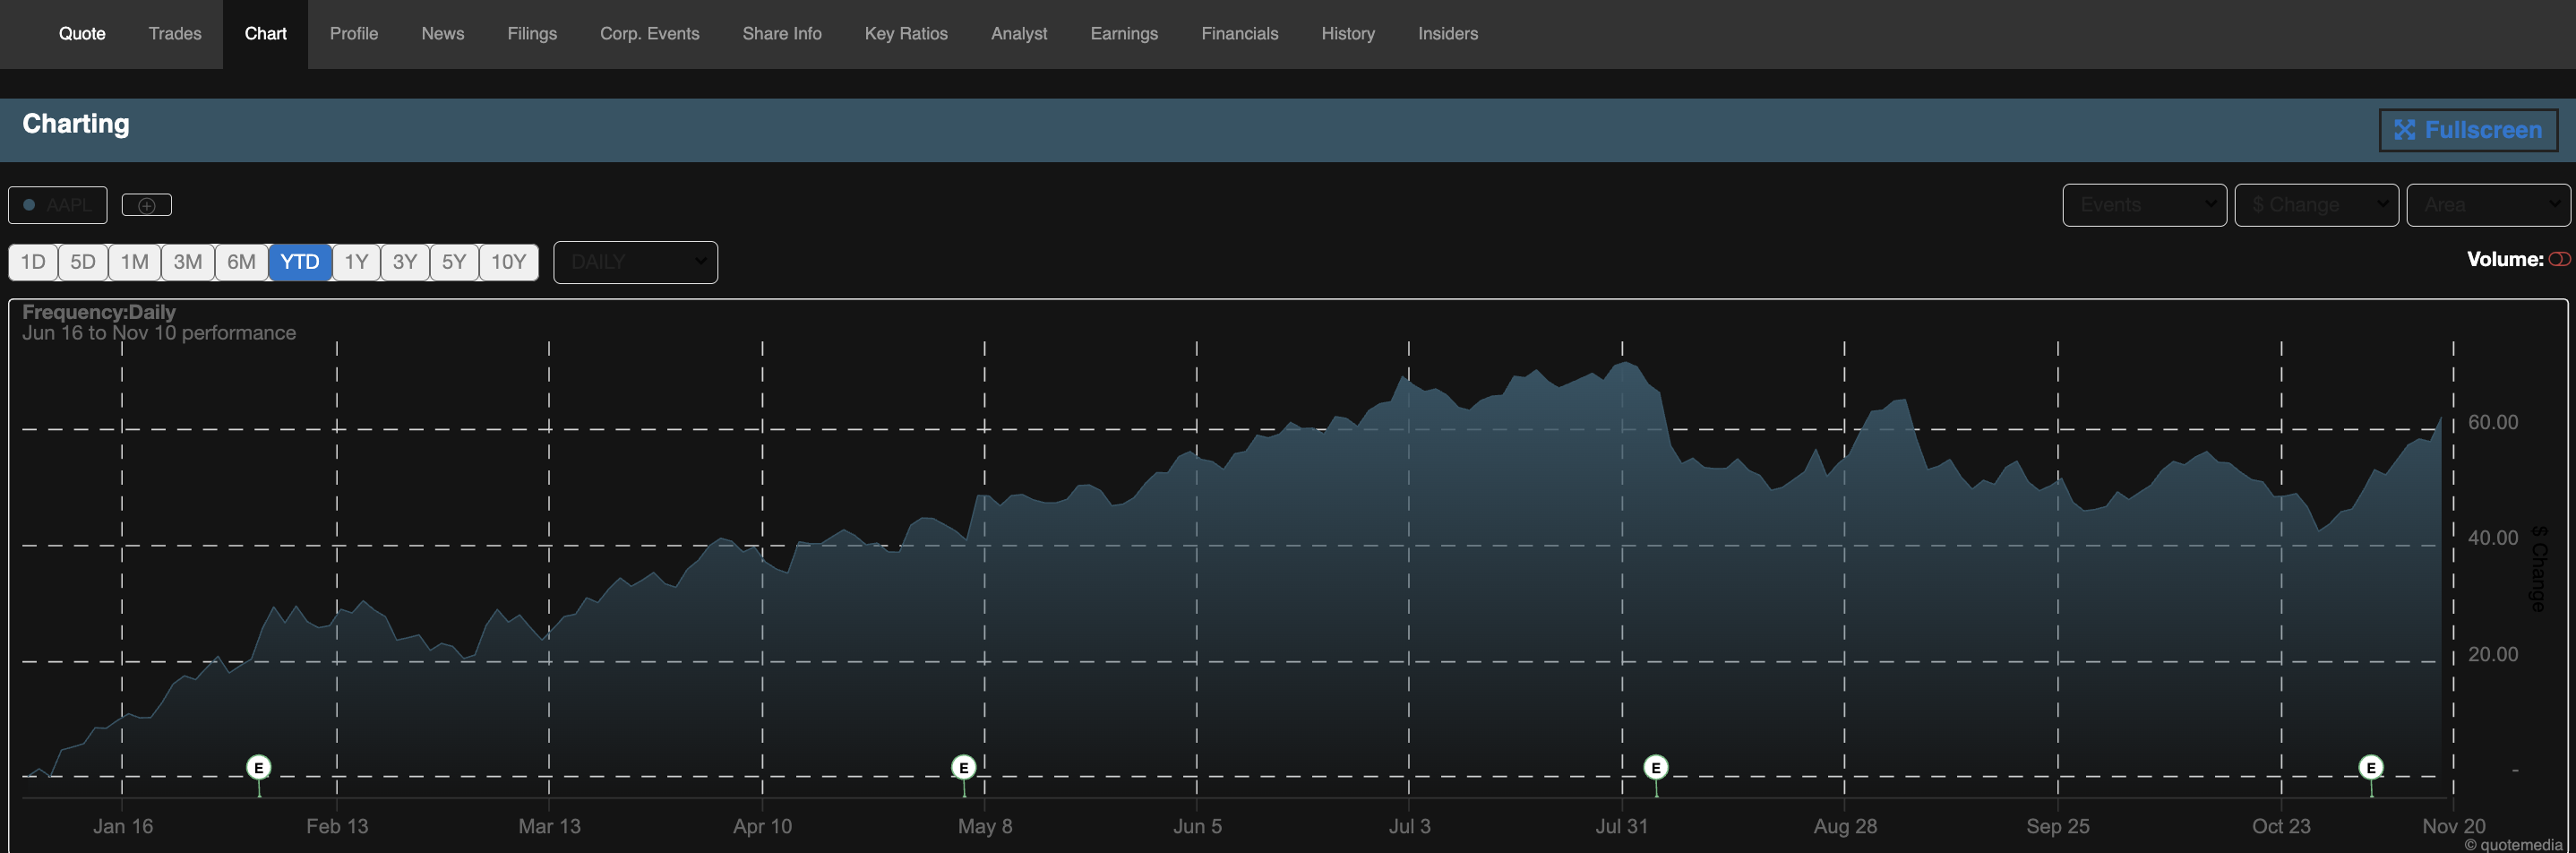 Quote Trades Chart Profile News Filings Corp. Events Share Info Key Ratios Analyst Earnings Financials History Insiders
Charting
Fullscreen
AAPL
Events $ Change Area
1D 5D 1M 3M 6M YTD 1Y 3Y 5Y 10Y DAILY
Volume:
Frequency:Daily
Jun 16 to Nov 10 performance
60.00
40.00
20.00
-
$ Change
E E E E
Jan 16 Feb 13 Mar 13 Apr 10 May 8 Jun 5 Jul 3 Jul 31 Aug 28 Sep 25 Oct 23 Nov 20
© quotemedia